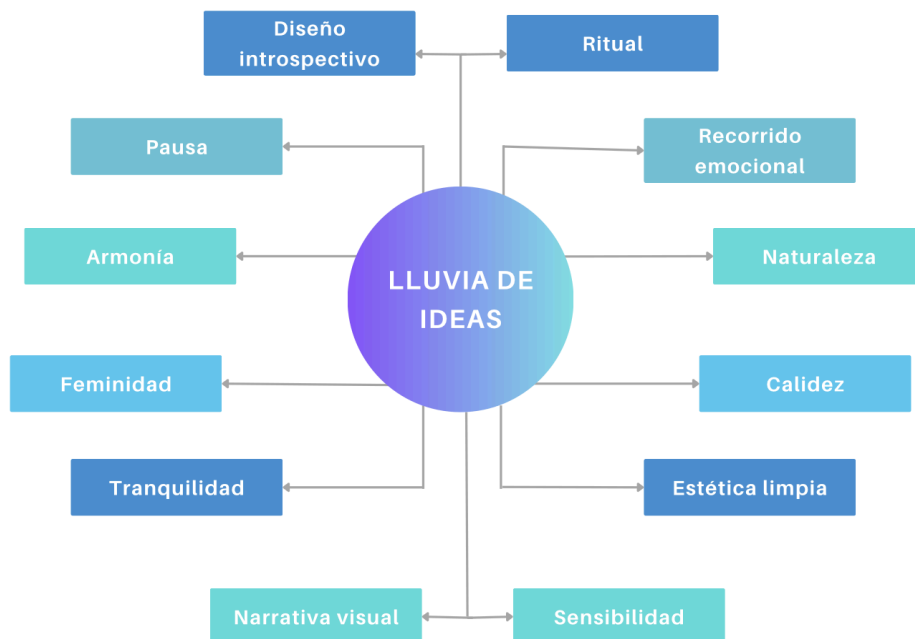 Diseño
introspectivo
Ritual
Pausa
Recorrido
emocional
Armonía
Naturaleza
LLUVIA DE
IDEAS
Feminidad
Calidez
Tranquilidad
Estética limpia
Narrativa visual
Sensibilidad